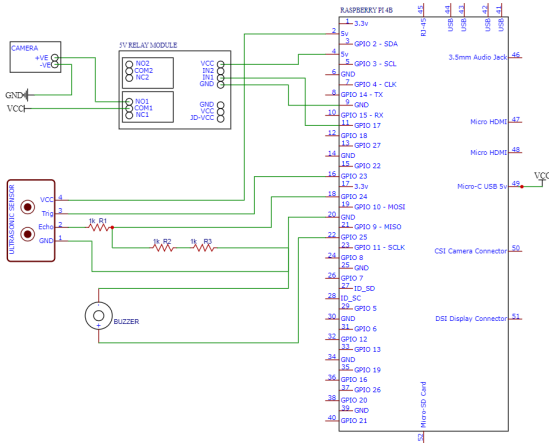 RASPBERRY PI 4B
45
RJ-45
44
USB
43
USB
42
USB
41
USB
CAMERA
+VE
-VE
GND
VCC
5V RELAY MODULE
NO2
COM2
NC2
NO1
COM1
NC1
VCC
IN2
IN1
GND
GND
VCC
JD-VCC
1 3.3v
2 5v
3 GPIO 2 - SDA
4 5v
5 GPIO 3 - SCL
6 GND
7 GPIO 4 - CLK
8 GPIO 14 - TX
9 GND
10 GPIO 15 - RX
11 GPIO 17
12 GPIO 18
13 GPIO 27
14 GND
15 GPIO 22
16 GPIO 23
17 3.3v
18 GPIO 24
19 GPIO 10 - MOSI
20 GND
21 GPIO 9 - MISO
22 GPIO 25
23 GPIO 11 - SCLK
24 GPIO 8
25 GND
26 GPIO 7
27 ID_SD
28 ID_SC
29 GPIO 5
30 GND
31 GPIO 6
32 GPIO 12
33 GPIO 13
34 GND
35 GPIO 19
36 GPIO 16
37 GPIO 26
38 GPIO 20
39 GND
40 GPIO 21
3.5mm Audio Jack 46
Micro HDMI 47
Micro HDMI 48
Micro-C USB 5v 49
VCC
CSI Camera Connector 50
DSI Display Connector 51
52 Micro-SD Card
ULTRASONIC SENSOR
VCC 4
Trig 3
Echo 2
GND 1
1k R1
1k R2
1k R3
BUZZER